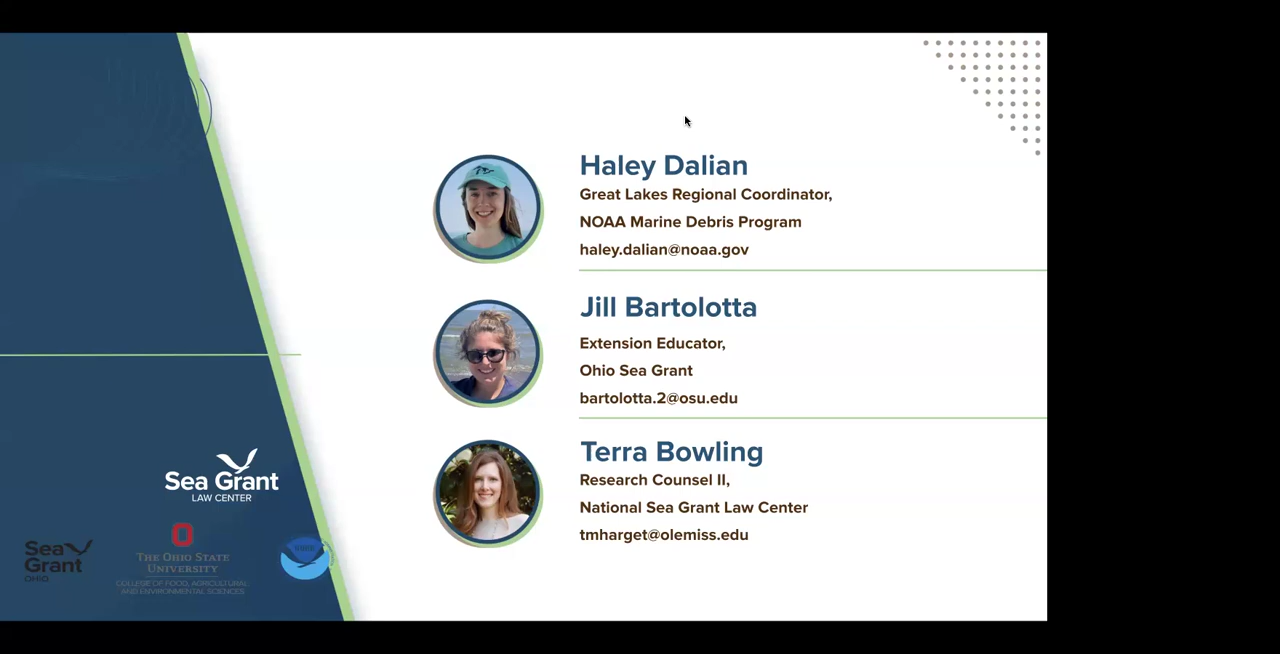 Haley Dalian
Great Lakes Regional Coordinator,
NOAA Marine Debris Program
haley.dalian@noaa.gov
Jill Bartolotta
Extension Educator,
Ohio Sea Grant
bartolotta.2@osu.edu
Terra Bowling
Research Counsel II,
National Sea Grant Law Center
tmharget@olemiss.edu
Sea Grant
LAW CENTER
Sea
Grant
OHIO
THE OHIO STATE
UNIVERSITY
COLLEGE OF FOOD, AGRICULTURAL,
AND ENVIRONMENTAL SCIENCES
NOAA